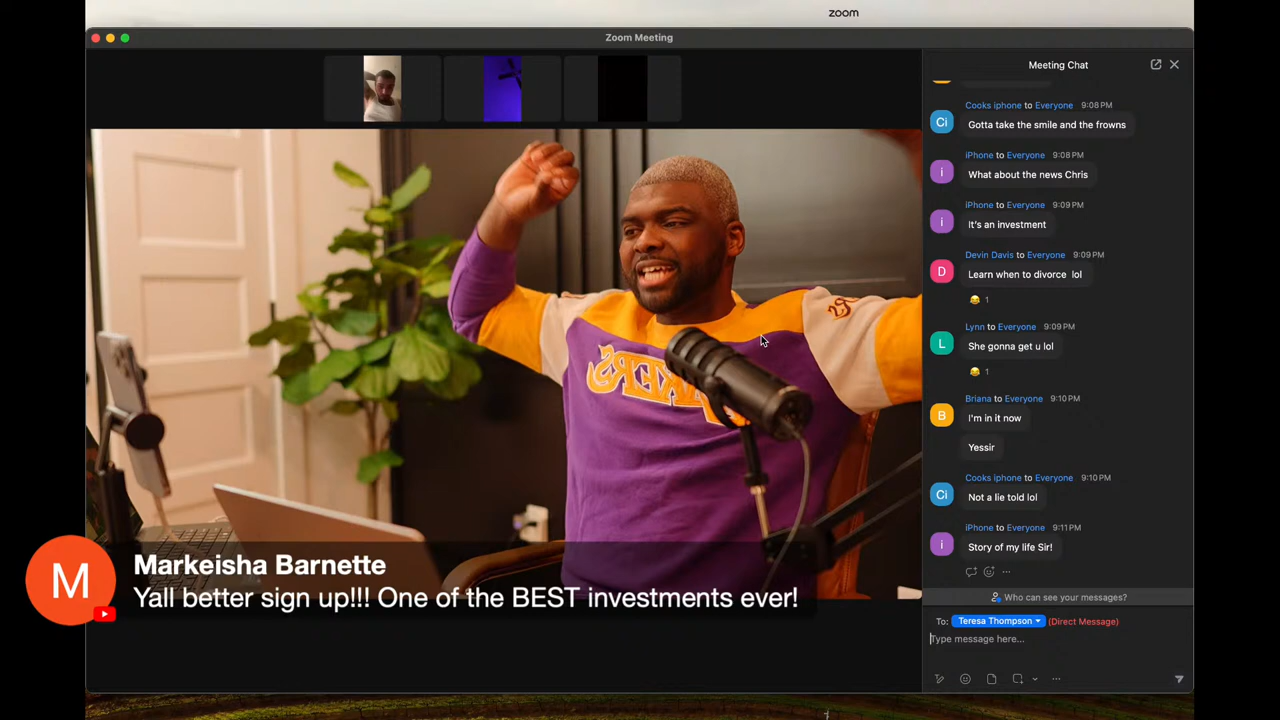 zoom
Zoom Meeting
Meeting Chat
Cooks iphone to Everyone 9:08 PM
Ci
Gotta take the smile and the frowns
iPhone to Everyone 9:08 PM
i
What about the news Chris
iPhone to Everyone 9:09 PM
i
It's an investment
Devin Davis to Everyone 9:09 PM
D
Learn when to divorce lol
😂 1
Lynn to Everyone 9:09 PM
L
She gonna get u lol
😂 1
Briana to Everyone 9:10 PM
B
I'm in it now
Yessir
Cooks iphone to Everyone 9:10 PM
Ci
Not a lie told lol
iPhone to Everyone 9:11 PM
i
Story of my life Sir!
Who can see your messages?
To: Teresa Thompson (Direct Message)
Type message here...
LAKERS
M
Markeisha Barnette
Yall better sign up!!! One of the BEST investments ever!